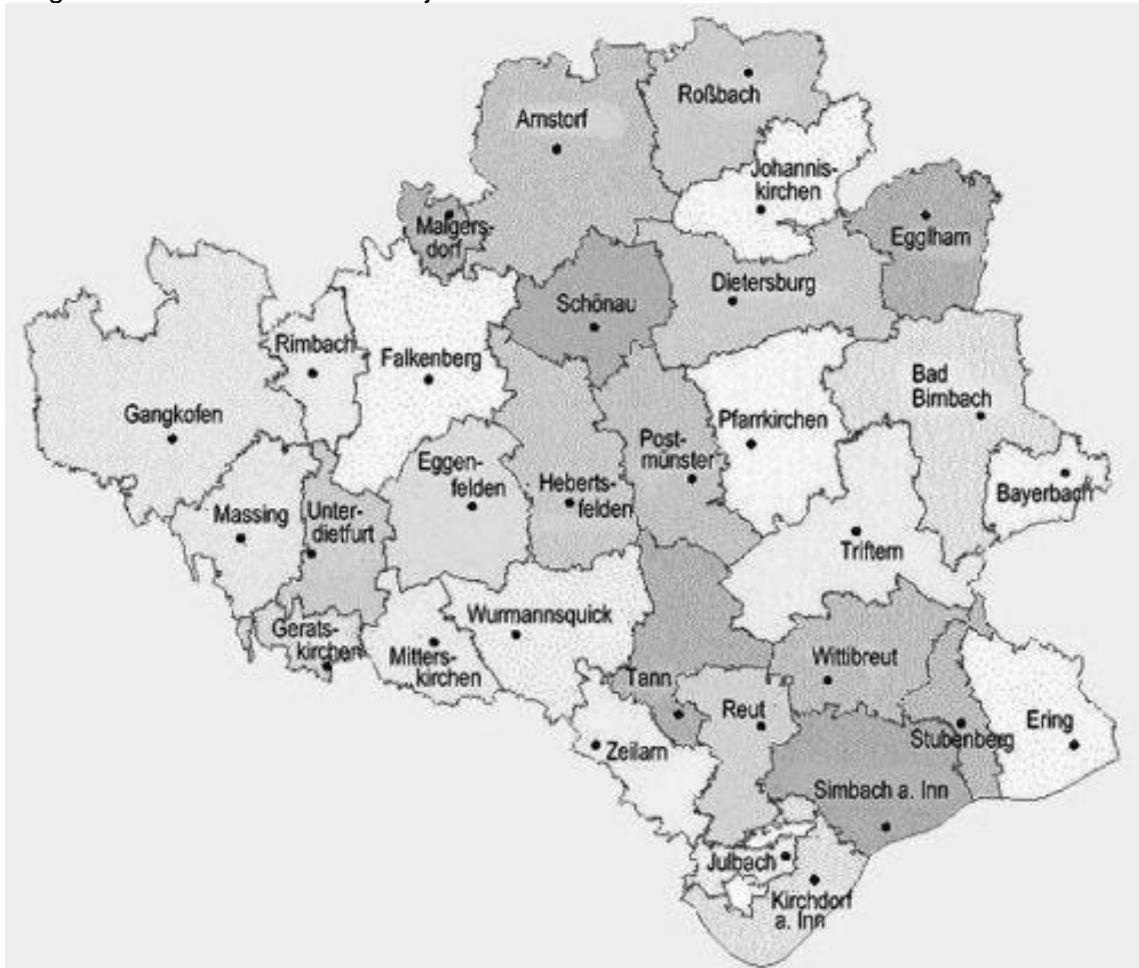 Roßbach
Arnstorf
Johannis-
kirchen
Malgers-
dorf
Egglham
Dietersburg
Schönau
Rimbach
Falkenberg
Bad
Birnbach
Gangkofen
Pfarrkirchen
Post-
münster
Eggen-
felden
Heberts-
felden
Bayerbach
Massing
Unter-
dietfurt
Triftern
Wurmannsquick
Gerats-
kirchen
Mitters-
kirchen
Wittibreut
Tann
Reut
Ering
Stubenberg
Zeilarn
Simbach a. Inn
Julbach
Kirchdorf
a. Inn